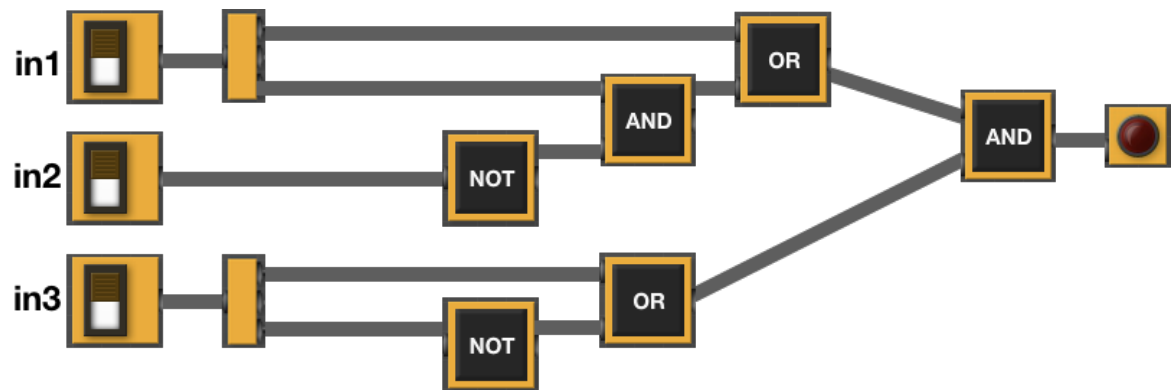 in1
OR
AND
AND
in2
NOT
in3
OR
NOT